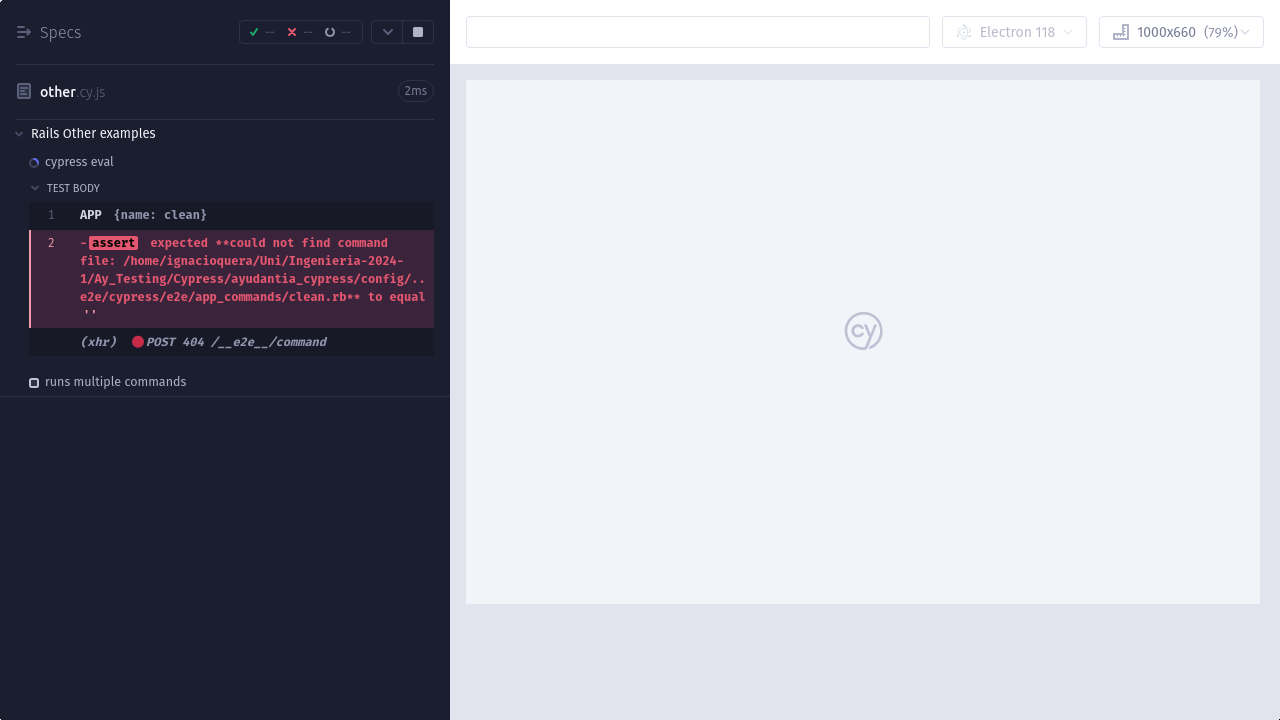 Specs
-- -- --
Electron 118
1000x660 (79%)
other.cy.js
2ms
Rails Other examples
cypress eval
TEST BODY
1 APP {name: clean}
2 -assert expected **could not find command
file: /home/ignacioquera/Uni/Ingenieria-2024-
1/Ay_Testing/Cypress/ayudantia_cypress/config/..
e2e/cypress/e2e/app_commands/clean.rb** to equal
''
(xhr) POST 404 /__e2e__/command
runs multiple commands
cy